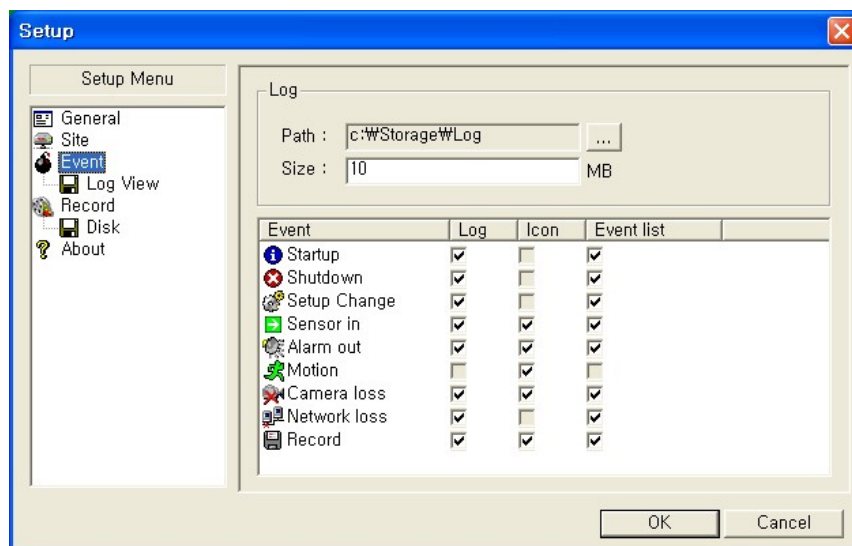 Setup
Setup Menu
General
Site
Event
Log View
Record
Disk
About
Log
Path : c:₩Storage₩Log ...
Size : 10 MB
Event Log Icon Event list
Startup
Shutdown
Setup Change
Sensor in
Alarm out
Motion
Camera loss
Network loss
Record
OK Cancel